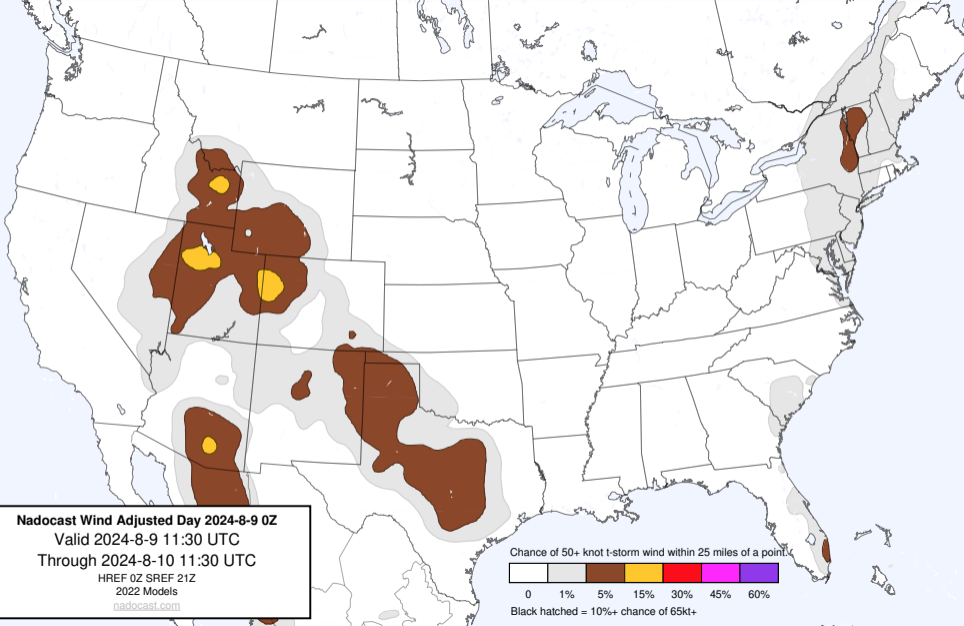 Nadocast Wind Adjusted Day 2024-8-9 0Z
Valid 2024-8-9 11:30 UTC
Through 2024-8-10 11:30 UTC
HREF 0Z SREF 21Z
2022 Models
nadocast.com
Chance of 50+ knot t-storm wind within 25 miles of a point.
0 1% 5% 15% 30% 45% 60%
Black hatched = 10%+ chance of 65kt+